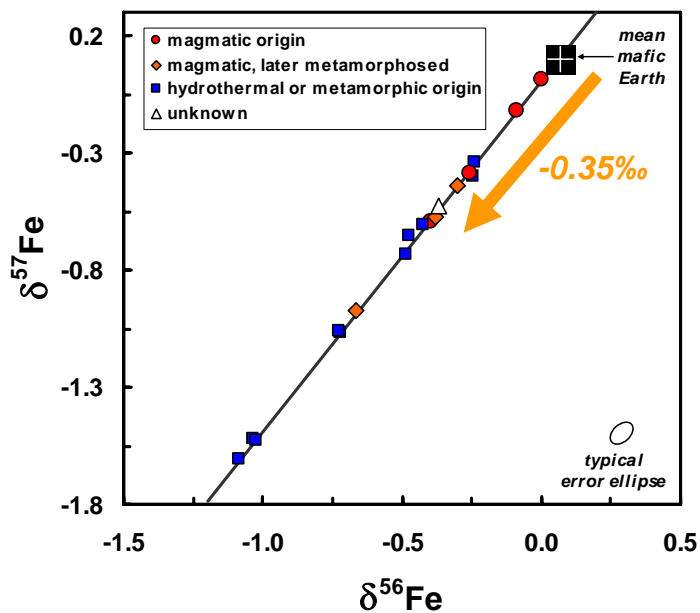 0.2
-0.3
-0.8
-1.3
-1.8
δ57Fe
magmatic origin
magmatic, later metamorphosed
hydrothermal or metamorphic origin
unknown
mean
mafic
Earth
-0.35‰
typical
error ellipse
-1.5
-1.0
-0.5
0.0
0.5
δ56Fe